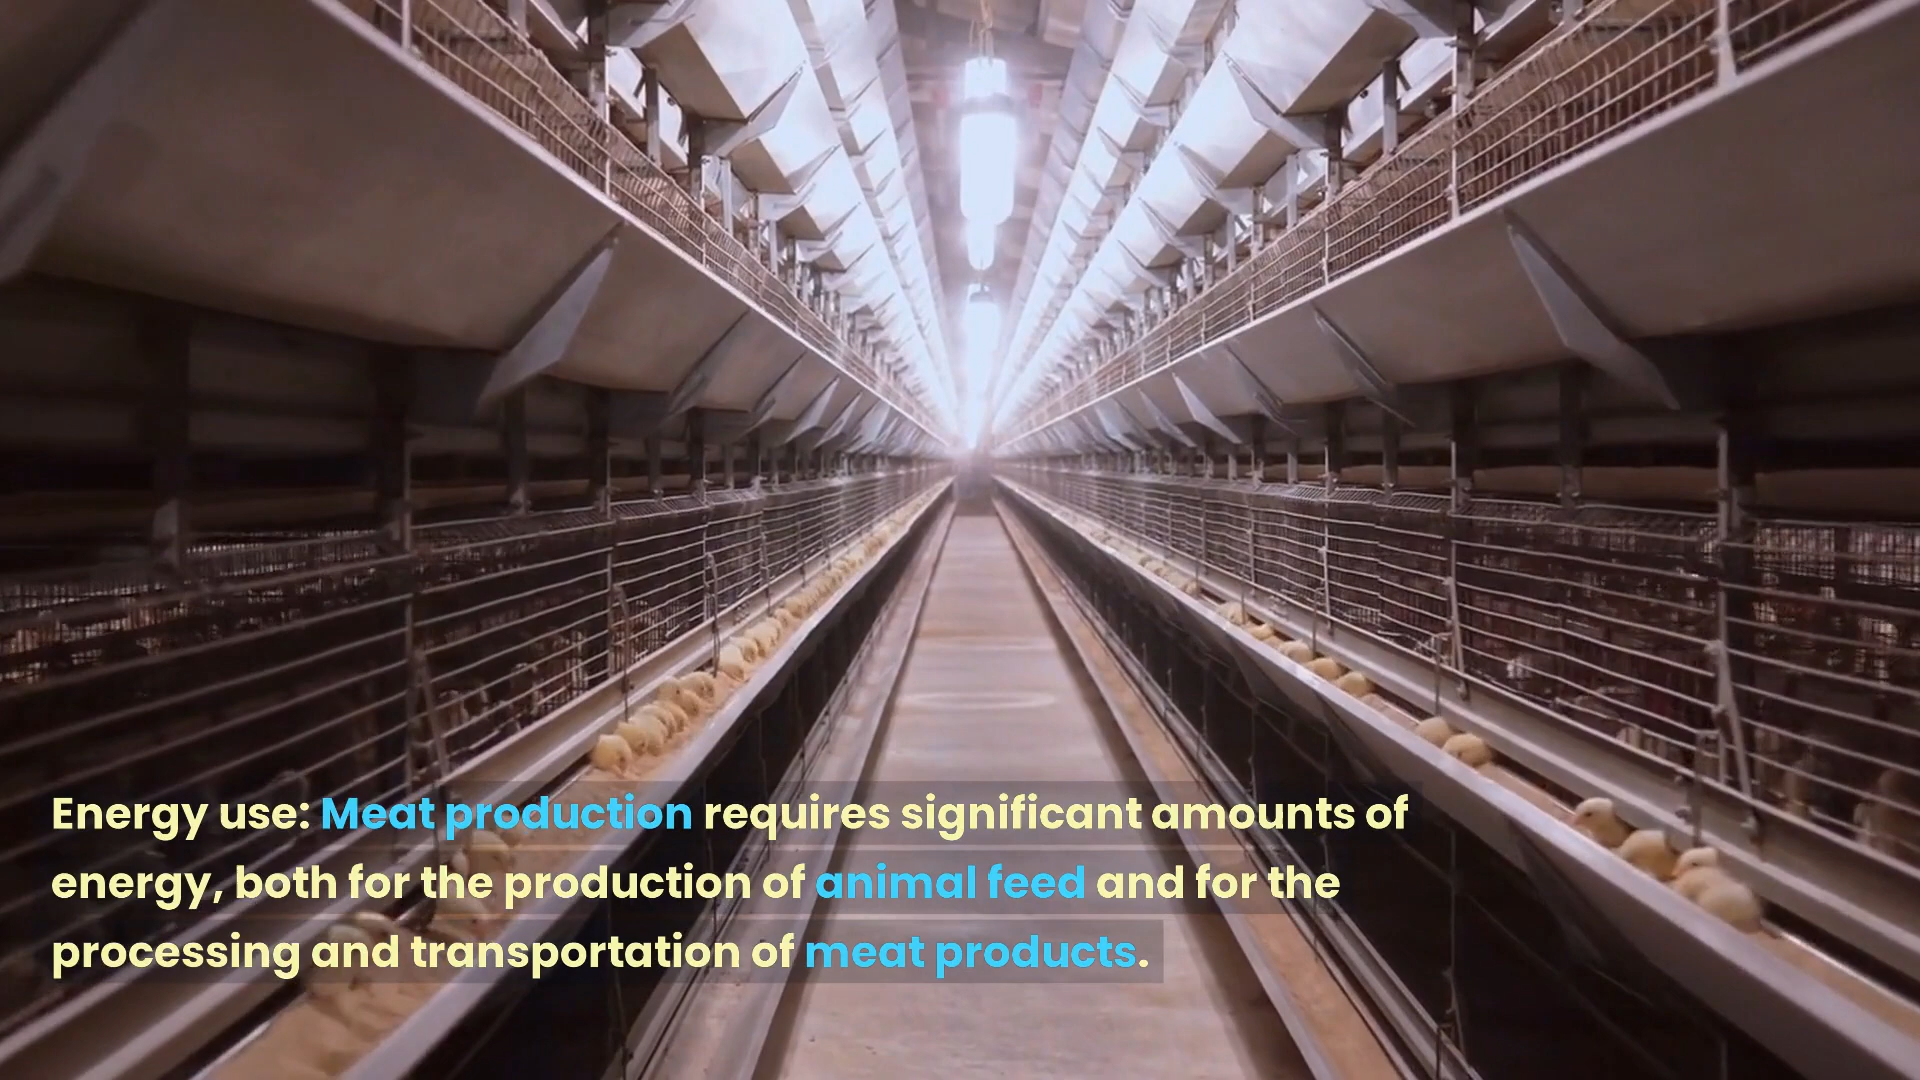 Energy use: Meat production requires significant amounts of
energy, both for the production of animal feed and for the
processing and transportation of meat products.